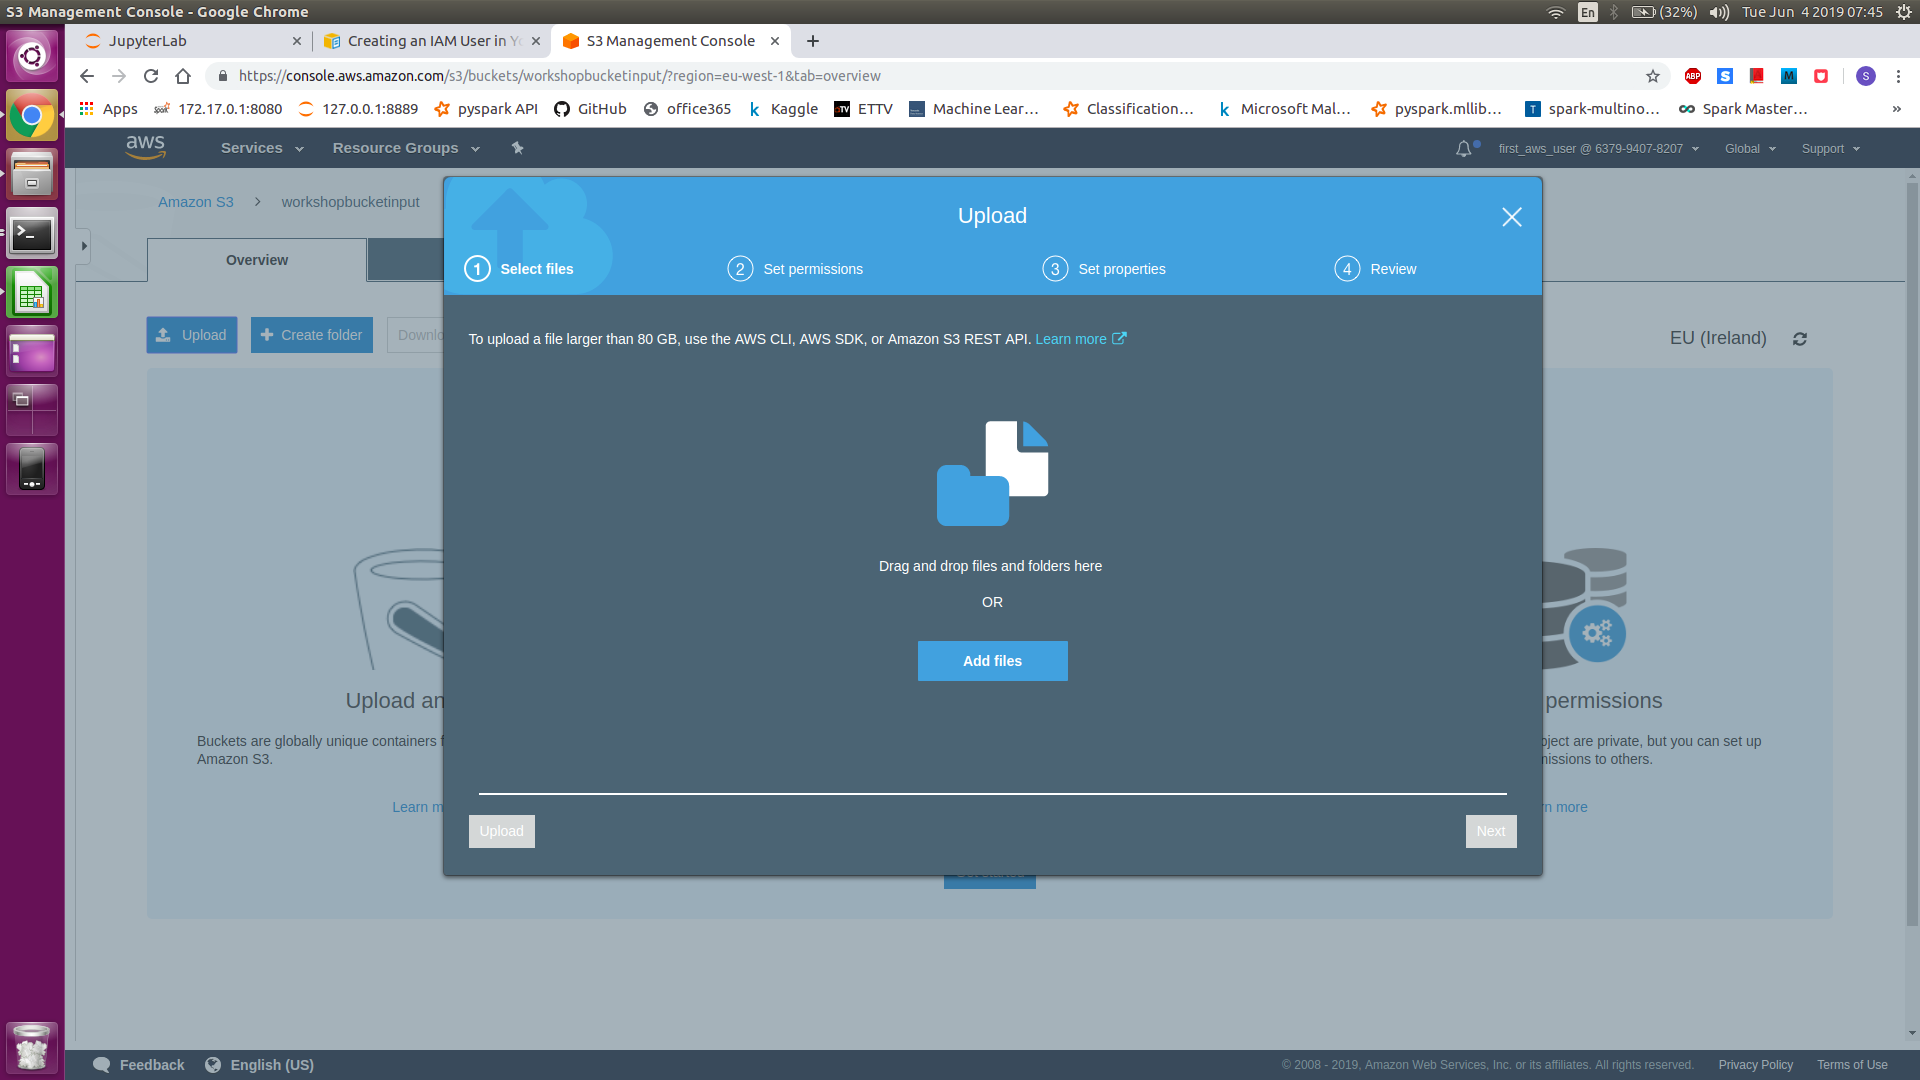 S3 Management Console - Google Chrome
En (32%) Tue Jun 4 2019 07:45
JupyterLab Creating an IAM User in Yo S3 Management Console
https://console.aws.amazon.com/s3/buckets/workshopbucketinput/?region=eu-west-1&tab=overview ABP S M S
Apps Spark 172.17.0.1:8080 127.0.0.1:8889 pyspark API GitHub office365 k Kaggle TV ETTV Machine Lear... Classification... k Microsoft Mal... pyspark.mllib... T spark-multino... Spark Master... »
aws Services Resource Groups first_aws_user @ 6379-9407-8207 Global Support
Amazon S3 > workshopbucketinput
Upload
Overview
1 Select files 2 Set permissions 3 Set properties 4 Review
Upload Create folder Downlo EU (Ireland)
To upload a file larger than 80 GB, use the AWS CLI, AWS SDK, or Amazon S3 REST API. Learn more
Drag and drop files and folders here
OR
Add files
Upload an permissions
Buckets are globally unique containers f bject are private, but you can set up
Amazon S3. missions to others.
Learn m rn more
Upload Next
Feedback English (US) © 2008 - 2019, Amazon Web Services, Inc. or its affiliates. All rights reserved. Privacy Policy Terms of Use